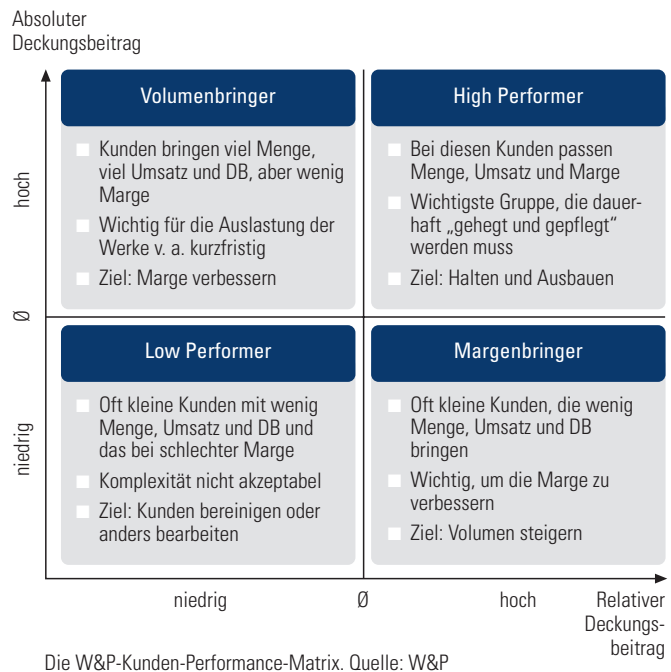 Absoluter
Deckungsbeitrag
hoch
Ø
niedrig
Volumenbringer
Kunden bringen viel Menge,
viel Umsatz und DB, aber wenig
Marge
Wichtig für die Auslastung der
Werke v. a. kurzfristig
Ziel: Marge verbessern
High Performer
Bei diesen Kunden passen
Menge, Umsatz und Marge
Wichtigste Gruppe, die dauer-
haft „gehegt und gepflegt“
werden muss
Ziel: Halten und Ausbauen
Low Performer
Oft kleine Kunden mit wenig
Menge, Umsatz und DB und
das bei schlechter Marge
Komplexität nicht akzeptabel
Ziel: Kunden bereinigen oder
anders bearbeiten
Margenbringer
Oft kleine Kunden, die wenig
Menge, Umsatz und DB
bringen
Wichtig, um die Marge zu
verbessern
Ziel: Volumen steigern
niedrig
Ø
hoch
Relativer
Deckungs-
beitrag
Die W&P-Kunden-Performance-Matrix. Quelle: W&P